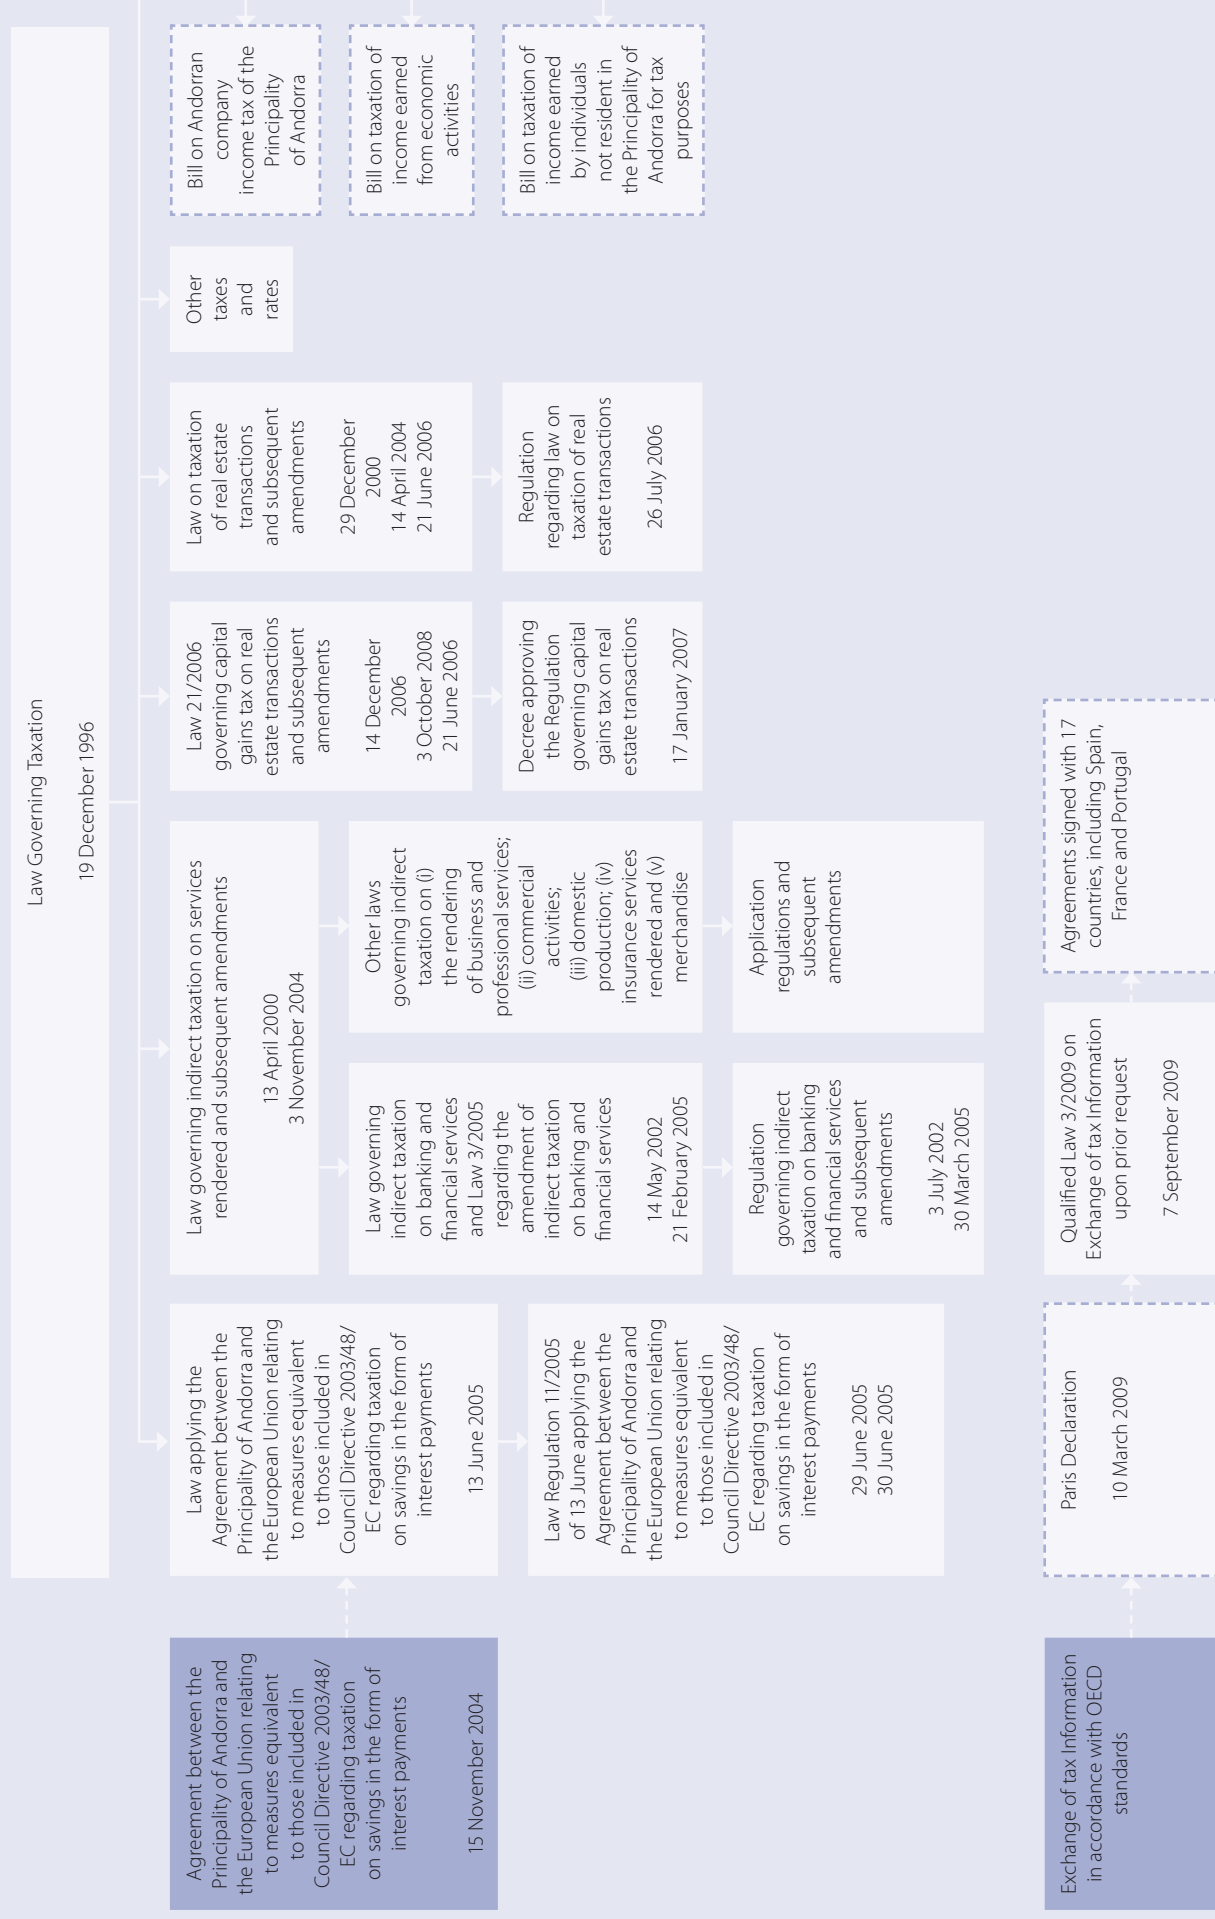 Law Governing Taxation
19 December 1996
Agreement between the
Principality of Andorra and
the European Union relating
to measures equivalent
to those included in
Council Directive 2003/48/
EC regarding taxation
on savings in the form of
interest payments
15 November 2004
Law applying the
Agreement between the
Principality of Andorra and
the European Union relating
to measures equivalent
to those included in
Council Directive 2003/48/
EC regarding taxation
on savings in the form of
interest payments
13 June 2005
Law Regulation 11/2005
of 13 June applying the
Agreement between the
Principality of Andorra and
the European Union relating
to measures equivalent
to those included in
Council Directive 2003/48/
EC regarding taxation
on savings in the form of
interest payments
29 June 2005
30 June 2005
Law governing indirect taxation on services
rendered and subsequent amendments
13 April 2000
3 November 2004
Law governing
indirect taxation
on banking and
financial services
and Law 3/2005
regarding the
amendment of
indirect taxation
on banking and
financial services
14 May 2002
21 February 2005
Regulation
governing indirect
taxation on banking
and financial services
and subsequent
amendments
3 July 2002
30 March 2005
Other laws
governing indirect
taxation on (i)
the rendering
of business and
professional services;
(ii) commercial
activities;
(iii) domestic
production; (iv)
insurance services
rendered and (v)
merchandise
Application
regulations and
subsequent
amendments
Law 21/2006
governing capital
gains tax on real
estate transactions
and subsequent
amendments
14 December
2006
3 October 2008
21 June 2006
Decree approving
the Regulation
governing capital
gains tax on real
estate transactions
17 January 2007
Law on taxation
of real estate
transactions
and subsequent
amendments
29 December
2000
14 April 2004
21 June 2006
Regulation
regarding law on
taxation of real
estate transactions
26 July 2006
Other
taxes
and
rates
Bill on Andorran
company
income tax of the
Principality
of Andorra
Bill on taxation of
income earned
from economic
activities
Bill on taxation of
income earned
by individuals
not resident in
the Principality of
Andorra for tax
purposes
Exchange of tax Information
in accordance with OECD
standards
Paris Declaration
10 March 2009
Qualified Law 3/2009 on
Exchange of tax Information
upon prior request
7 September 2009
Agreements signed with 17
countries, including Spain,
France and Portugal